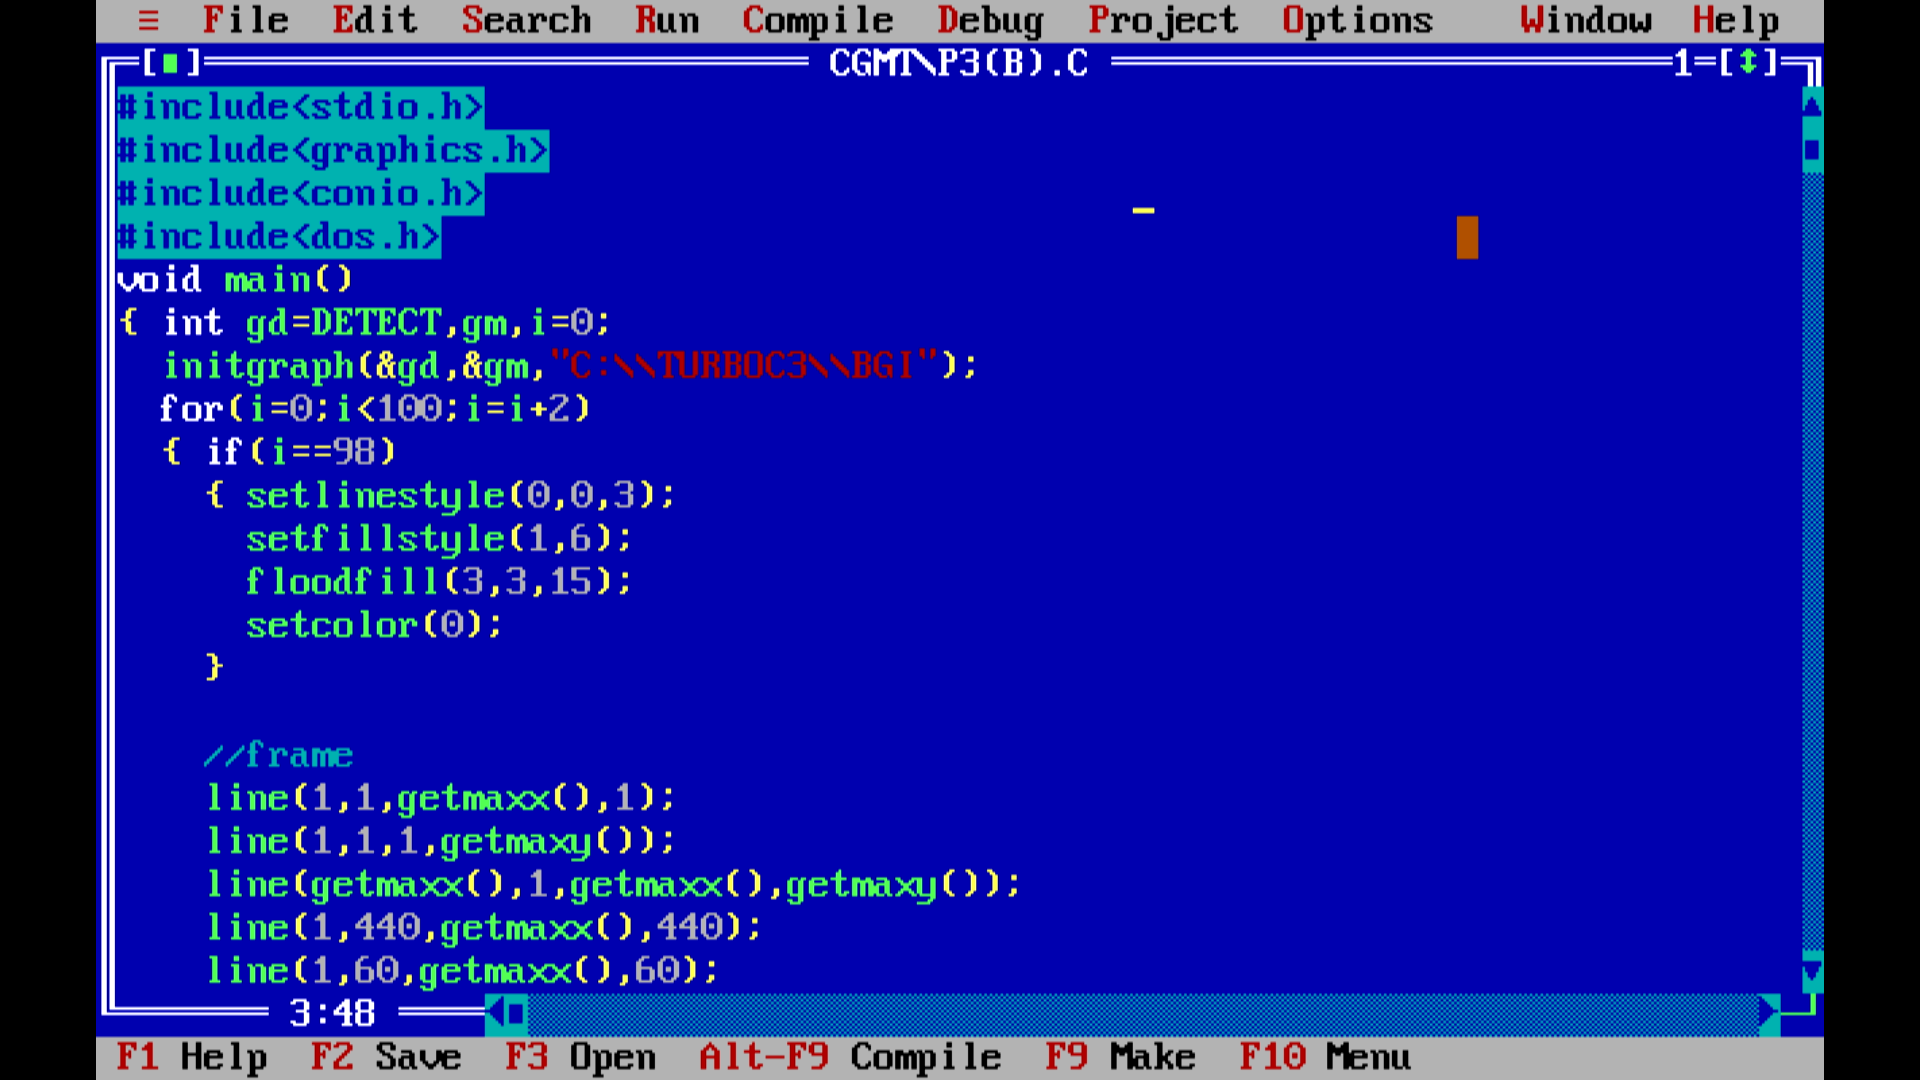 ≡ File Edit Search Run Compile Debug Project Options Window Help
[■] CGMT\P3(B).C 1=[↕]
#include<stdio.h>
#include<graphics.h>
#include<conio.h>
#include<dos.h>
void main()
{ int gd=DETECT,gm,i=0;
  initgraph(&gd,&gm,"C:\\TURBOC3\\BGI");
  for(i=0;i<100;i=i+2)
  { if(i==98)
    { setlinestyle(0,0,3);
      setfillstyle(1,6);
      floodfill(3,3,15);
      setcolor(0);
    }
    //frame
    line(1,1,getmaxx(),1);
    line(1,1,1,getmaxy());
    line(getmaxx(),1,getmaxx(),getmaxy());
    line(1,440,getmaxx(),440);
    line(1,60,getmaxx(),60);
3:48
F1 Help F2 Save F3 Open Alt-F9 Compile F9 Make F10 Menu